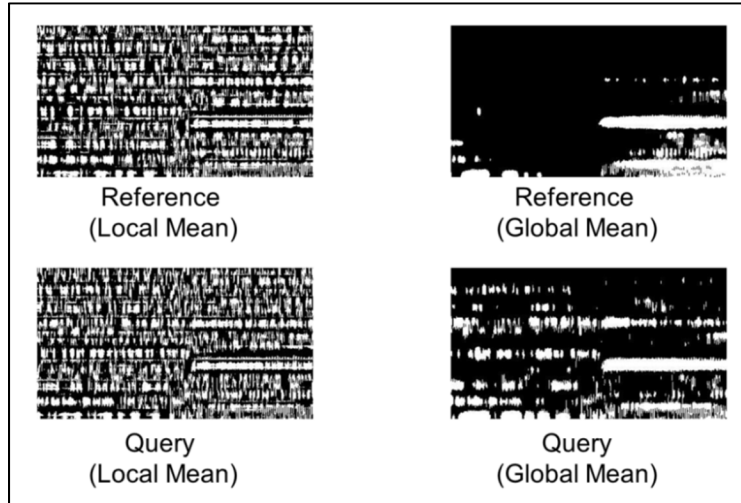 Reference
(Local Mean)
Reference
(Global Mean)
Query
(Local Mean)
Query
(Global Mean)